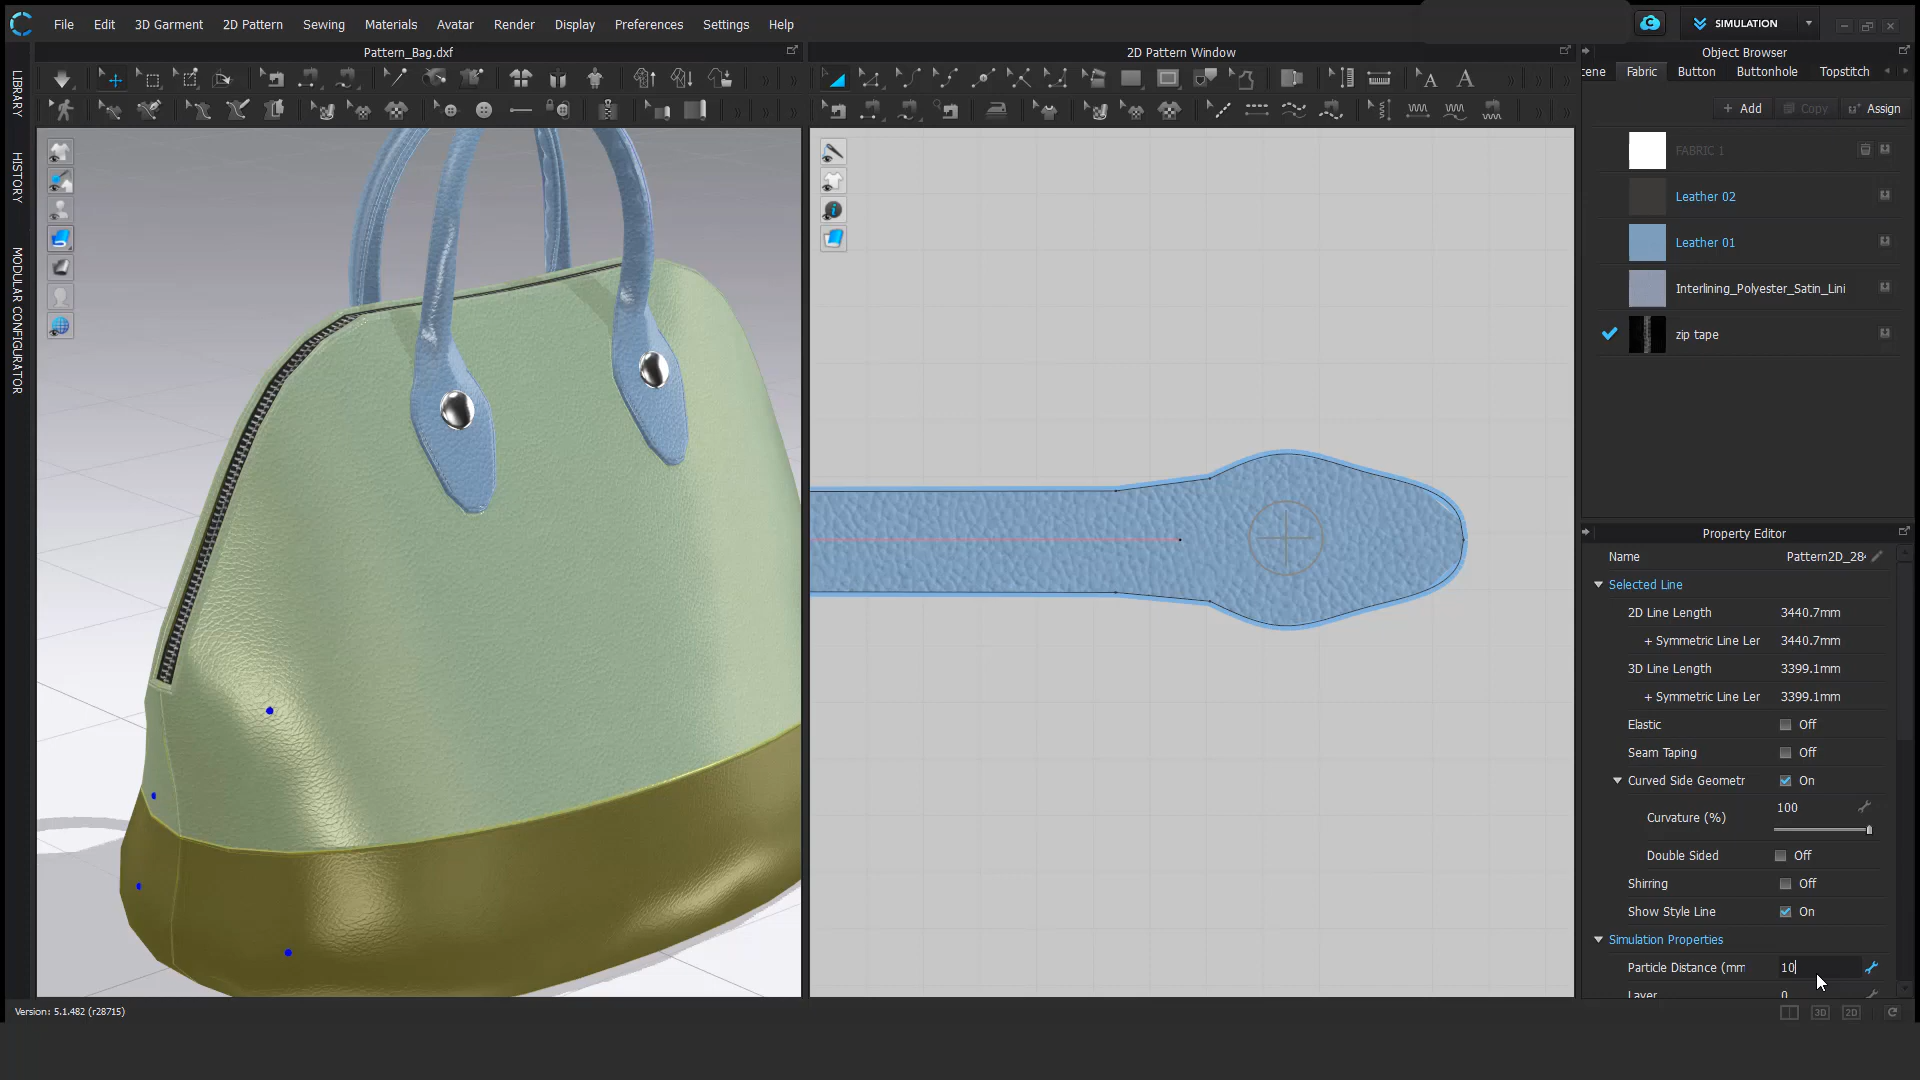 File Edit 3D Garment 2D Pattern Sewing Materials Avatar Render Display Preferences Settings Help
SIMULATION
Pattern_Bag.dxf
2D Pattern Window
Object Browser
cene Fabric Button Buttonhole Topstitch
+ Add Copy Assign
LIBRARY
HISTORY
MODULAR CONFIGURATOR
FABRIC 1
Leather 02
Leather 01
Interlining_Polyester_Satin_Lini
zip tape
Property Editor
Name Pattern2D_284
Selected Line
2D Line Length 3440.7mm
+ Symmetric Line Ler 3440.7mm
3D Line Length 3399.1mm
+ Symmetric Line Ler 3399.1mm
Elastic Off
Seam Taping Off
Curved Side Geometr On
Curvature (%) 100
Double Sided Off
Shirring Off
Show Style Line On
Simulation Properties
Particle Distance (mm 10
Layer 0
Version: 5.1.482 (r28715)
3D 2D